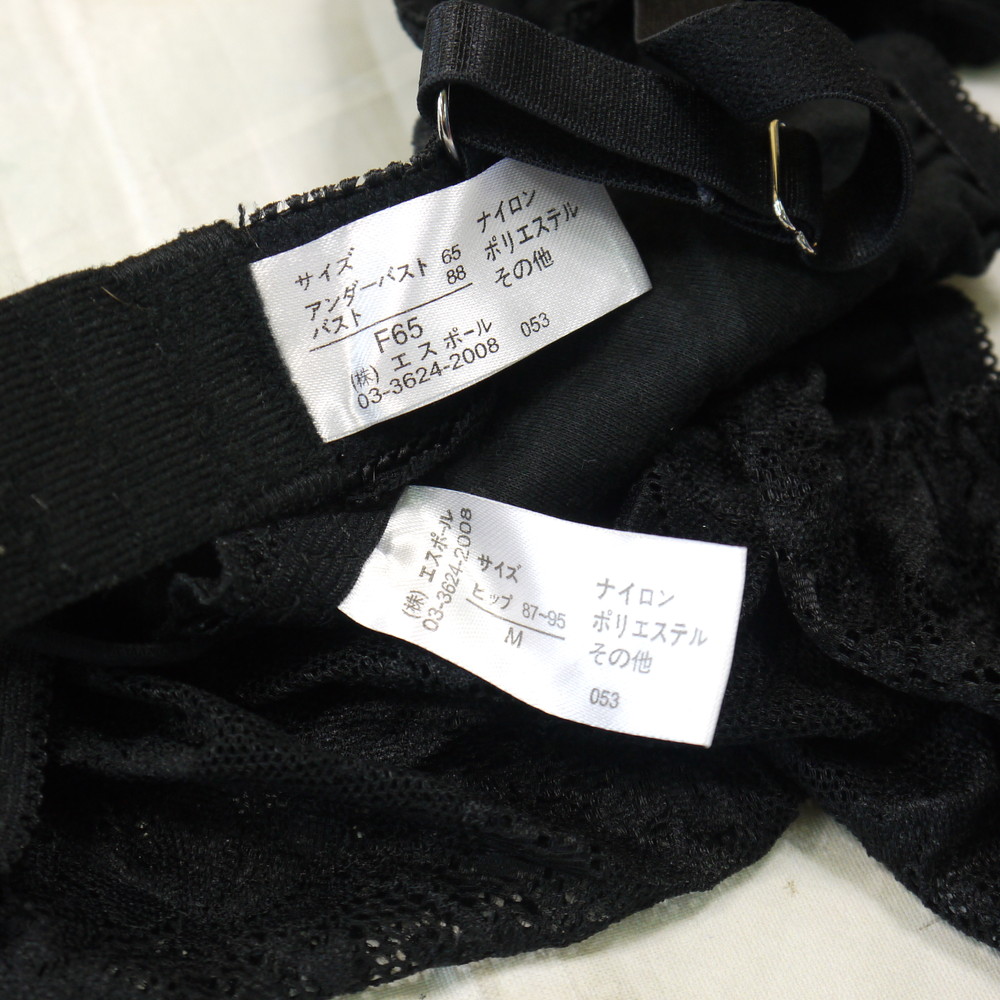 サイズ
アンダーバスト 65
バスト 88
F65
(株) エスポール
03-3624-2008
ナイロン
ポリエステル
その他
053
(株) エスポール
03-3624-2008
サイズ
ヒップ 87~95
M
ナイロン
ポリエステル
その他
053